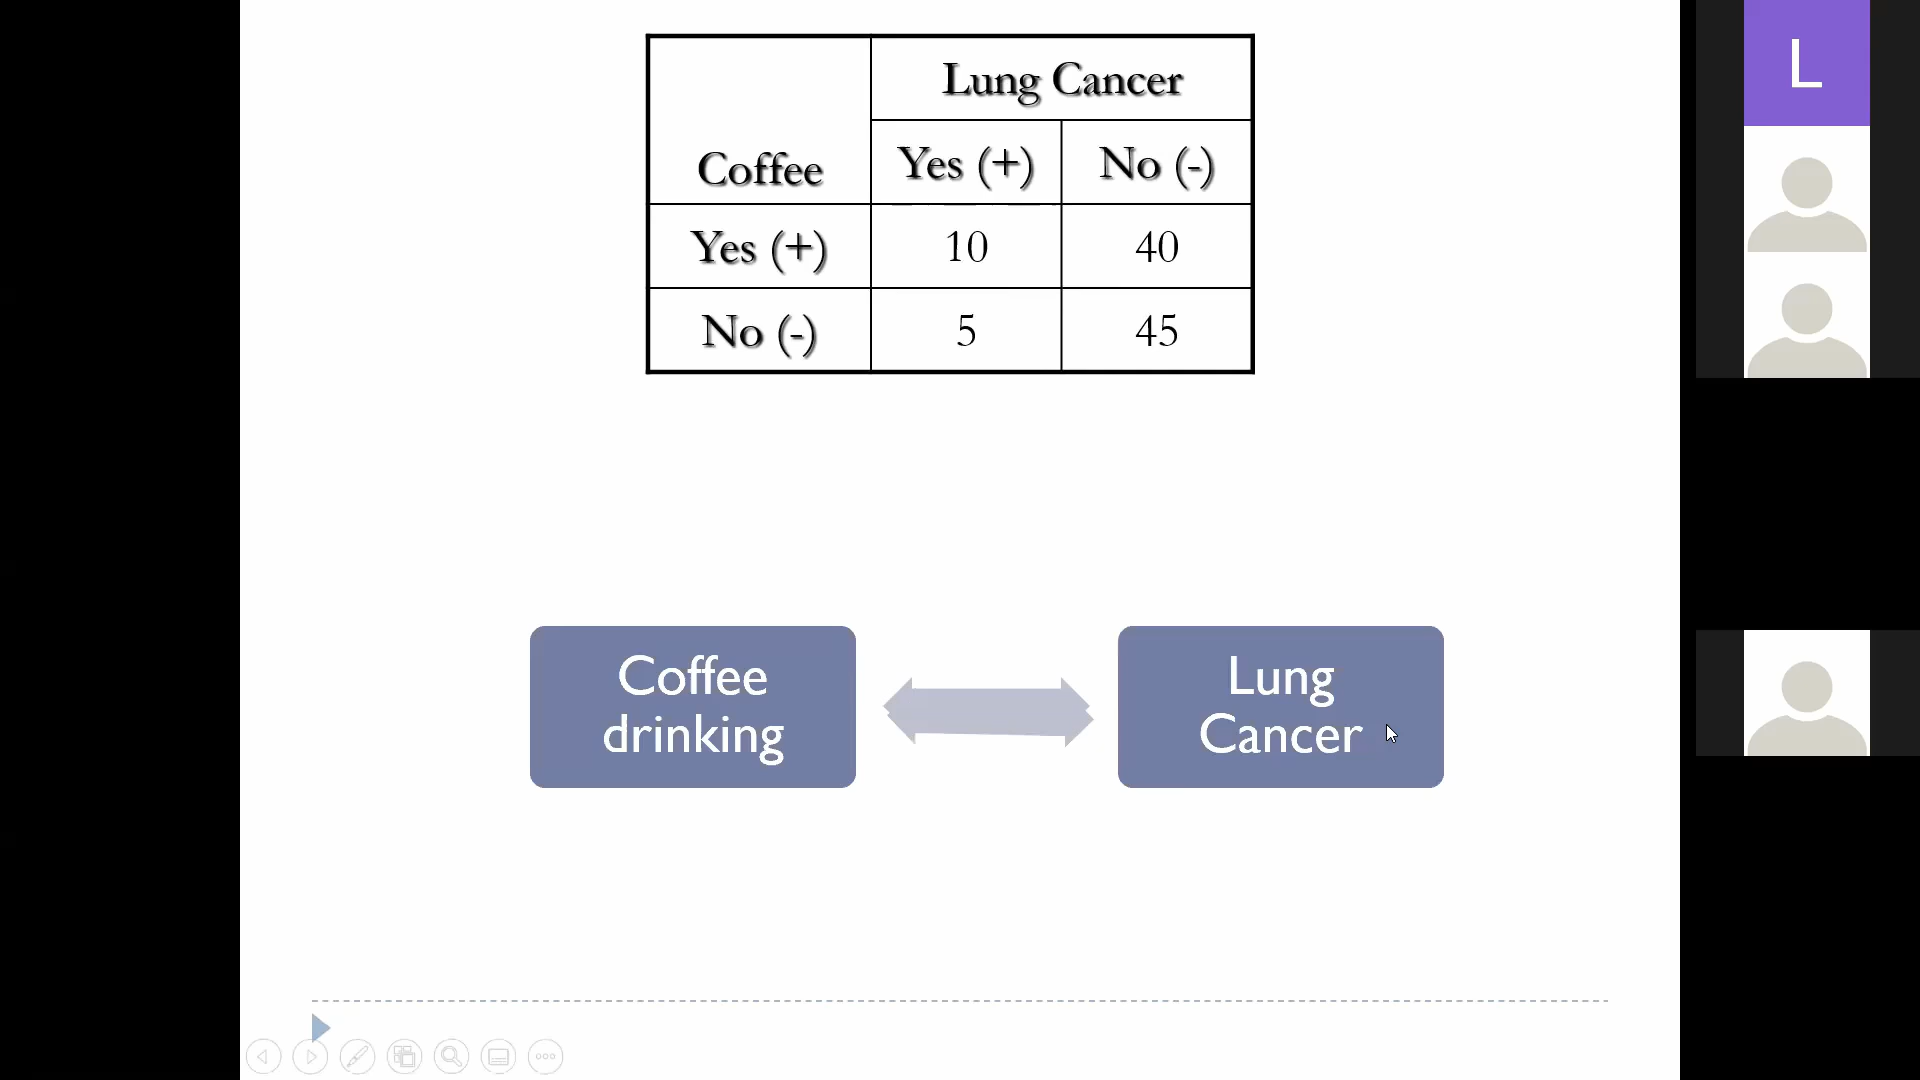 Lung Cancer
Coffee Yes (+) No (-)
Yes (+) 10 40
No (-) 5 45
Coffee
drinking
Lung
Cancer
L